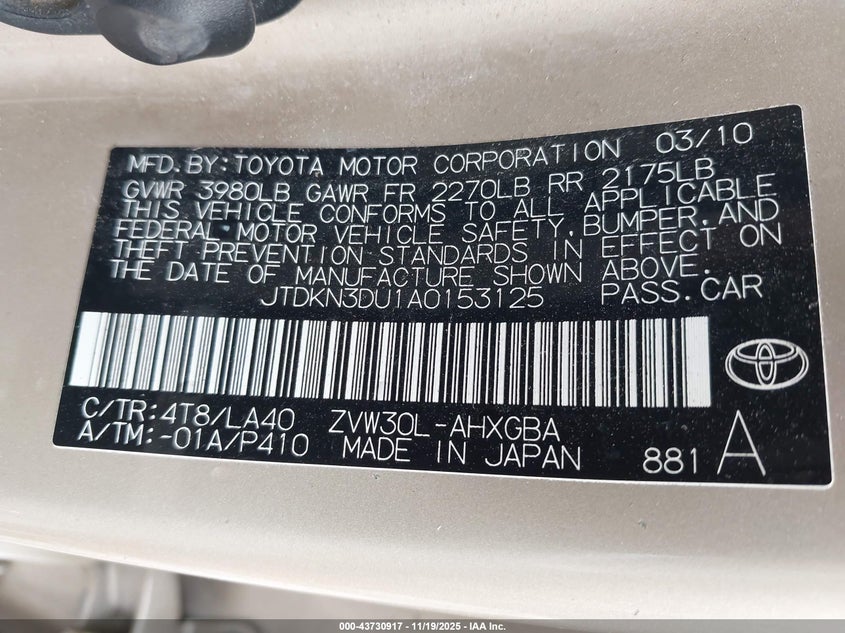 MFD. BY: TOYOTA MOTOR CORPORATION 03/10
GVWR 3980LB GAWR FR 2270LB RR 2175LB
THIS VEHICLE CONFORMS TO ALL APPLICABLE
FEDERAL MOTOR VEHICLE SAFETY, BUMPER, AND
THEFT PREVENTION STANDARDS IN EFFECT ON
THE DATE OF MANUFACTURE SHOWN ABOVE.
JTDKN3DU1A0153125 PASS. CAR
C/TR: 4T8/LA40 ZVW30L-AHXGBA
A/TM: -01A/P410 MADE IN JAPAN 881 A
000-43730917 - 11/19/2025 - IAA Inc.